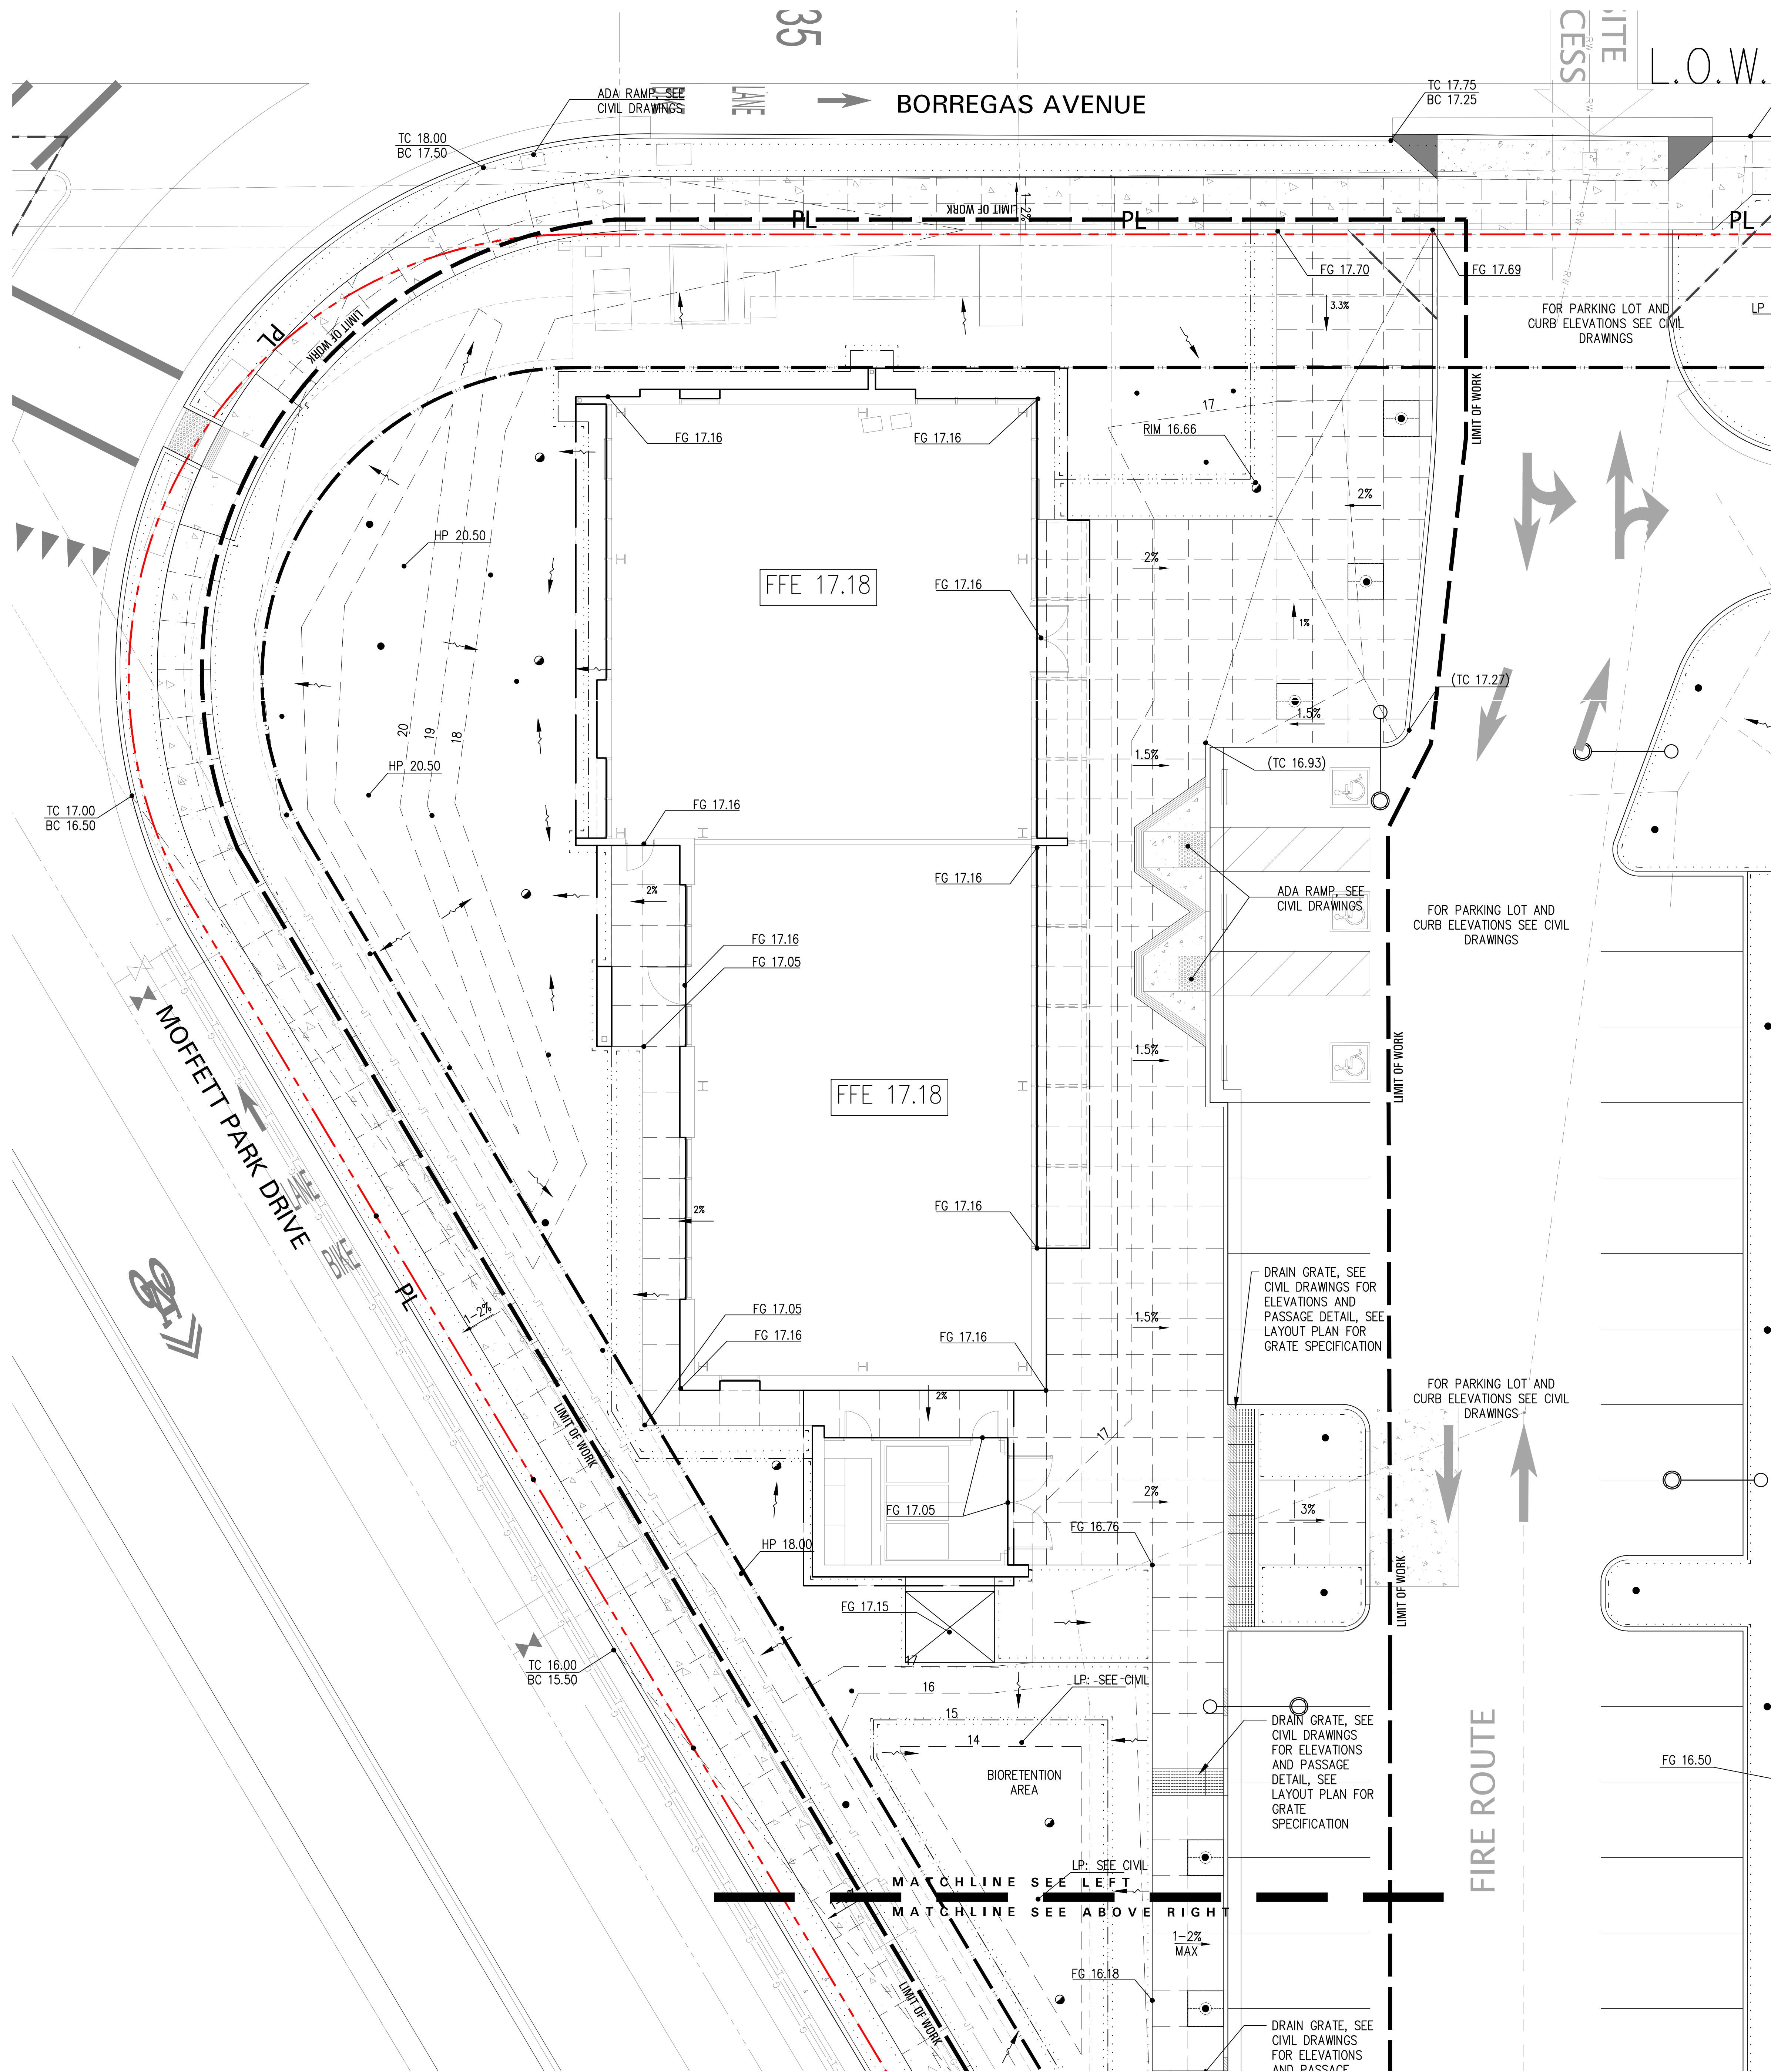 35
SITE
CESS
L.O.W.
ADA RAMP, SEE
CIVIL DRAWINGS
LANE
BORREGAS AVENUE
TC 17.75
BC 17.25
RW
RW
RW
TC 18.00
BC 17.50
LIMIT OF WORK
1-2%
PL
PL
PL
PL
LIMIT OF WORK
FG 17.70
FG 17.69
3.3%
FOR PARKING LOT AND
CURB ELEVATIONS SEE CIVIL
DRAWINGS
LP
LIMIT OF WORK
17
FG 17.16
FG 17.16
RIM 16.66
2%
HP 20.50
FFE 17.18
FG 17.16
2%
1%
(TC 17.27)
1.5%
20
19
18
HP 20.50
1.5%
(TC 16.93)
TC 17.00
BC 16.50
FG 17.16
FG 17.16
2%
ADA RAMP, SEE
CIVIL DRAWINGS
FOR PARKING LOT AND
CURB ELEVATIONS SEE CIVIL
DRAWINGS
FG 17.16
FG 17.05
MOFFETT PARK DRIVE
1.5%
LIMIT OF WORK
FFE 17.18
LANE
BIKE
PL
2%
FG 17.16
1-2%
DRAIN GRATE, SEE
CIVIL DRAWINGS FOR
ELEVATIONS AND
PASSAGE DETAIL, SEE
LAYOUT PLAN FOR
GRATE SPECIFICATION
FG 17.05
FG 17.16
FG 17.16
1.5%
FOR PARKING LOT AND
CURB ELEVATIONS SEE CIVIL
DRAWINGS
2%
LIMIT OF WORK
17
2%
3%
FG 17.05
FG 16.76
HP 18.00
LIMIT OF WORK
FG 17.15
17
TC 16.00
BC 15.50
16
LP: SEE CIVIL
15
14
DRAIN GRATE, SEE
CIVIL DRAWINGS
FOR ELEVATIONS
AND PASSAGE
DETAIL, SEE
LAYOUT PLAN FOR
GRATE
SPECIFICATION
BIORETENTION
AREA
FIRE ROUTE
FG 16.50
LP: SEE CIVIL
MATCHLINE SEE LEFT
MATCHLINE SEE ABOVE RIGHT
1-2%
MAX
FG 16.18
LIMIT OF WORK
DRAIN GRATE, SEE
CIVIL DRAWINGS
FOR ELEVATIONS
AND PASSAGE